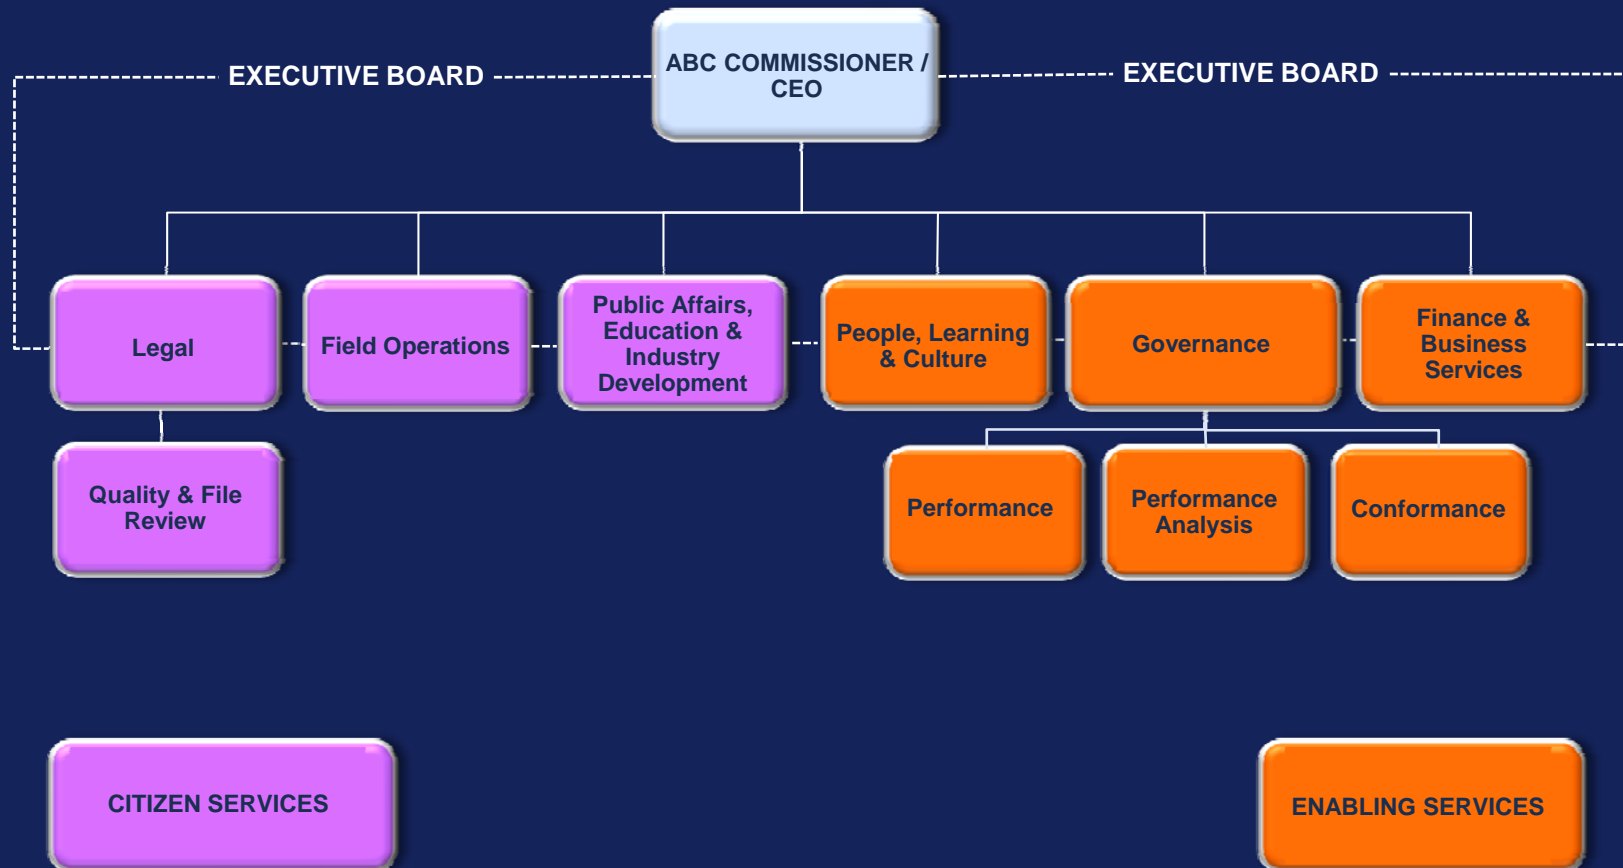 EXECUTIVE BOARD
ABC COMMISSIONER /
CEO
EXECUTIVE BOARD
Legal
Field Operations
Public Affairs,
Education &
Industry
Development
People, Learning
& Culture
Governance
Finance &
Business
Services
Quality & File
Review
Performance
Performance
Analysis
Conformance
CITIZEN SERVICES
ENABLING SERVICES